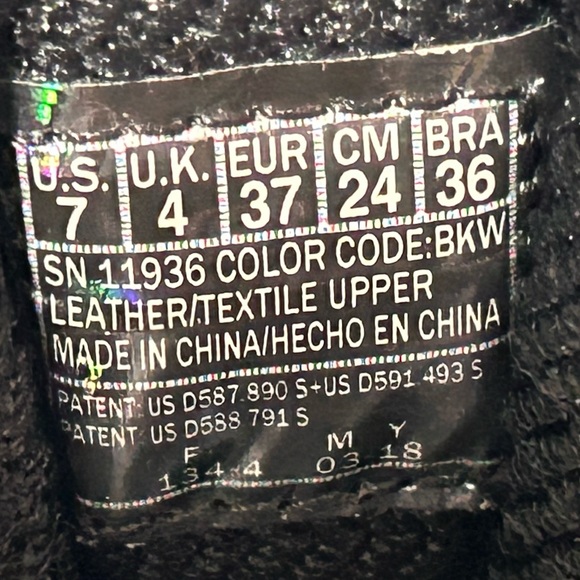 U.S. U.K. EUR CM BRA
7 4 37 24 36
SN 11936 COLOR CODE:BKW
LEATHER/TEXTILE UPPER
MADE IN CHINA/HECHO EN CHINA
PATENT: US D587 890 S+US D591 493 S
PATENT: US D588 791 S
F M Y
03 18